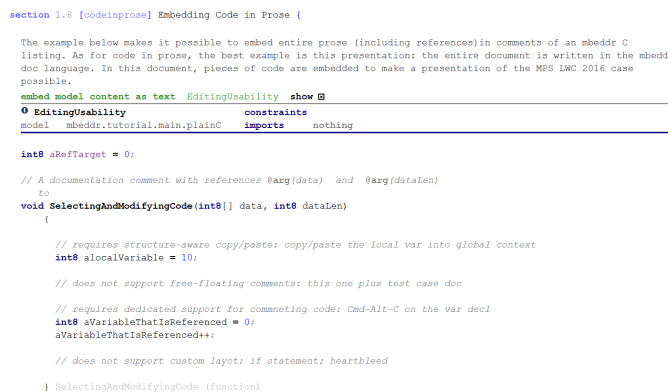 section 1.8 [codeinprose] Embedding Code in Prose {
The example below makes it possible to embed entire prose (including references)in comments of an mbeddr C
listing. As for code in prose, the best example is this presentation: the entire document is written in the mbedd
doc language. In this document, pieces of code are embedded to make a presentation of the MPS LWC 2016 case
possible.
embed model content as text EditingUsability show
EditingUsability constraints
model mbeddr.tutorial.main.plainC imports nothing
int8 aRefTarget = 0;
// A documentation comment with references @arg(data) and @arg(dataLen)
to
void SelectingAndModifyingCode(int8[] data, int8 dataLen)
{
// requires structure-aware copy/paste: copy/paste the local var into global context
int8 alocalVariable = 10;
// does not support free-floating comments: this one plus test case doc
// requires dedicated support for commneting code: Cmd-Alt-C on the var decl
int8 aVariableThatIsReferenced = 0;
aVariableThatIsReferenced++;
// does not support custom layot: if statement; heartbleed
} SelectingAndModifyingCode (function)